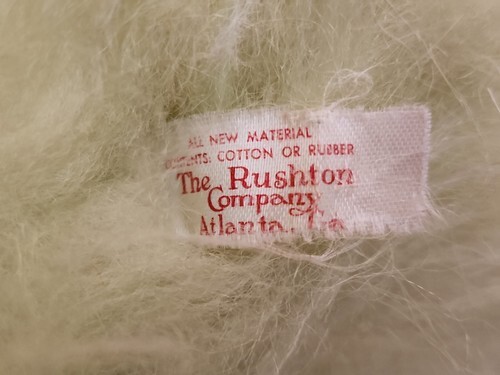 ALL NEW MATERIAL
COTTON OR RUBBER
The Rushton
Company
Atlanta, Ga